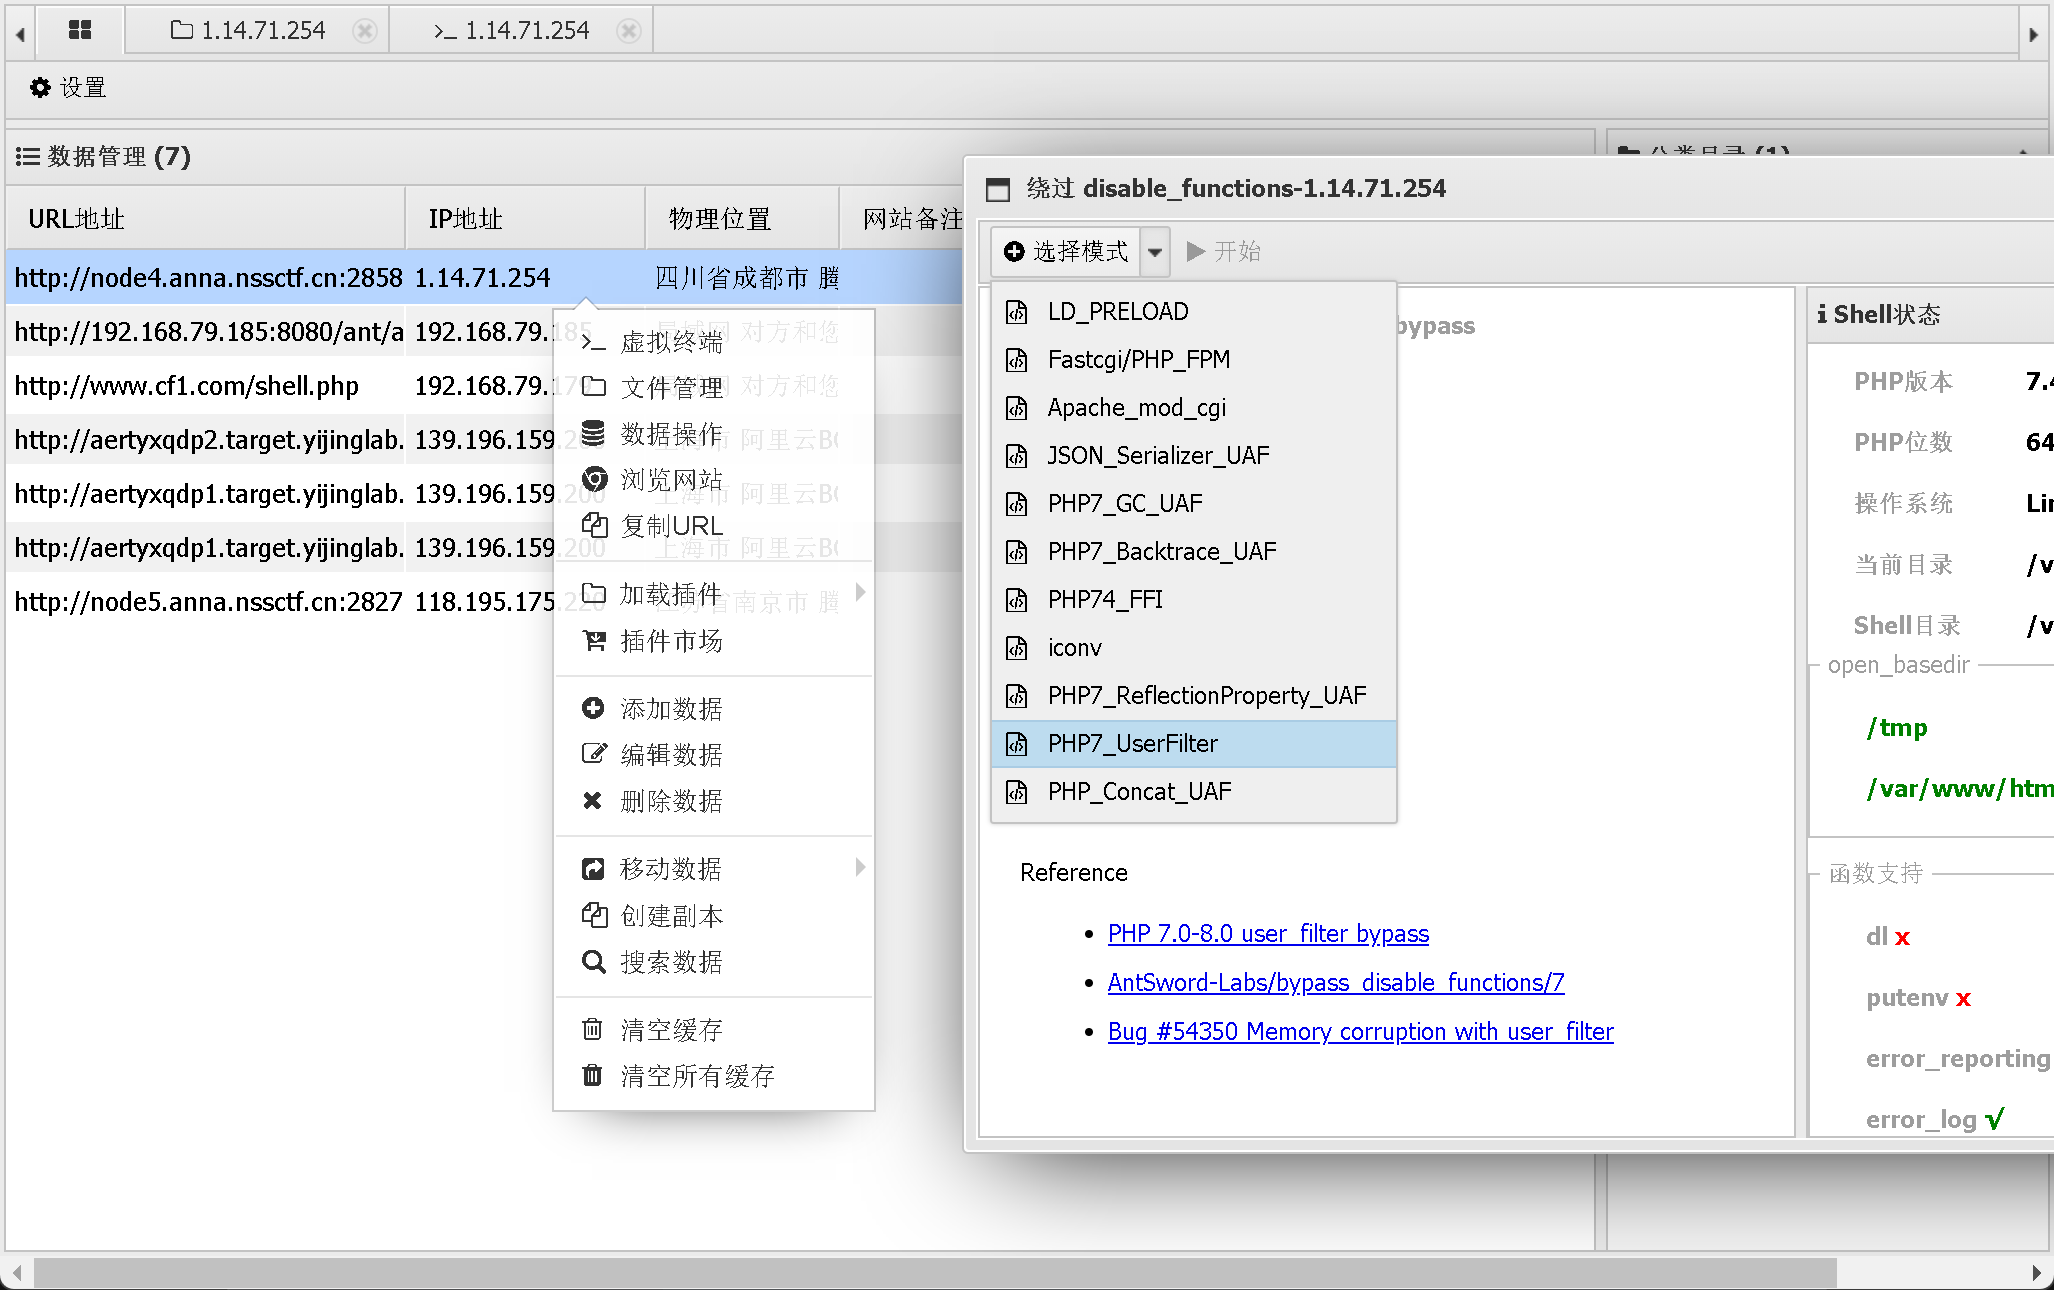 1.14.71.254
>_ 1.14.71.254
设置
数据管理 (7)
URL地址 IP地址 物理位置 网站备注
http://node4.anna.nssctf.cn:2858 1.14.71.254 四川省成都市 腾
http://192.168.79.185:8080/ant/a 192.168.79.185 局域网 对方和您
http://www.cf1.com/shell.php 192.168.79.179 局域网 对方和您
http://aertyxqdp2.target.yijinglab. 139.196.159.200 上海市 阿里云BG
http://aertyxqdp1.target.yijinglab. 139.196.159.200 上海市 阿里云BG
http://aertyxqdp1.target.yijinglab. 139.196.159.200 上海市 阿里云BG
http://node5.anna.nssctf.cn:2827 118.195.175.220 江苏省南京市 腾
虚拟终端
文件管理
数据操作
浏览网站
复制URL
加载插件
插件市场
添加数据
编辑数据
删除数据
移动数据
创建副本
搜索数据
清空缓存
清空所有缓存
分类目录 (1)
绕过 disable_functions-1.14.71.254
选择模式 开始
LD_PRELOAD
Fastcgi/PHP_FPM
Apache_mod_cgi
JSON_Serializer_UAF
PHP7_GC_UAF
PHP7_Backtrace_UAF
PHP74_FFI
iconv
PHP7_ReflectionProperty_UAF
PHP7_UserFilter
PHP_Concat_UAF
bypass
Reference
• PHP 7.0-8.0 user_filter bypass
• AntSword-Labs/bypass_disable_functions/7
• Bug #54350 Memory corruption with user_filter
Shell状态
PHP版本 7.4
PHP位数 64
操作系统 Lin
当前目录 /v
Shell目录 /v
open_basedir
/tmp
/var/www/htm
函数支持
dl x
putenv x
error_reporting
error_log √